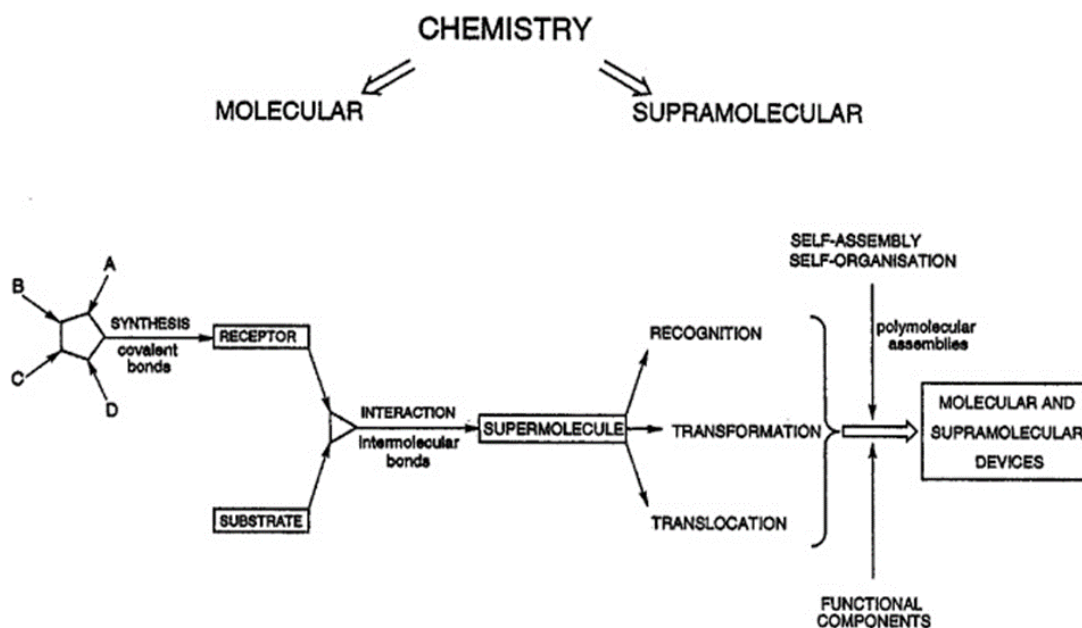 CHEMISTRY
MOLECULAR
SUPRAMOLECULAR
SELF-ASSEMBLY
SELF-ORGANISATION
A
B
SYNTHESIS
covalent
bonds
C
D
RECEPTOR
INTERACTION
Intermolecular
bonds
SUBSTRATE
SUPERMOLECULE
RECOGNITION
TRANSFORMATION
TRANSLOCATION
polymolecular
assemblies
MOLECULAR AND
SUPRAMOLECULAR
DEVICES
FUNCTIONAL
COMPONENTS